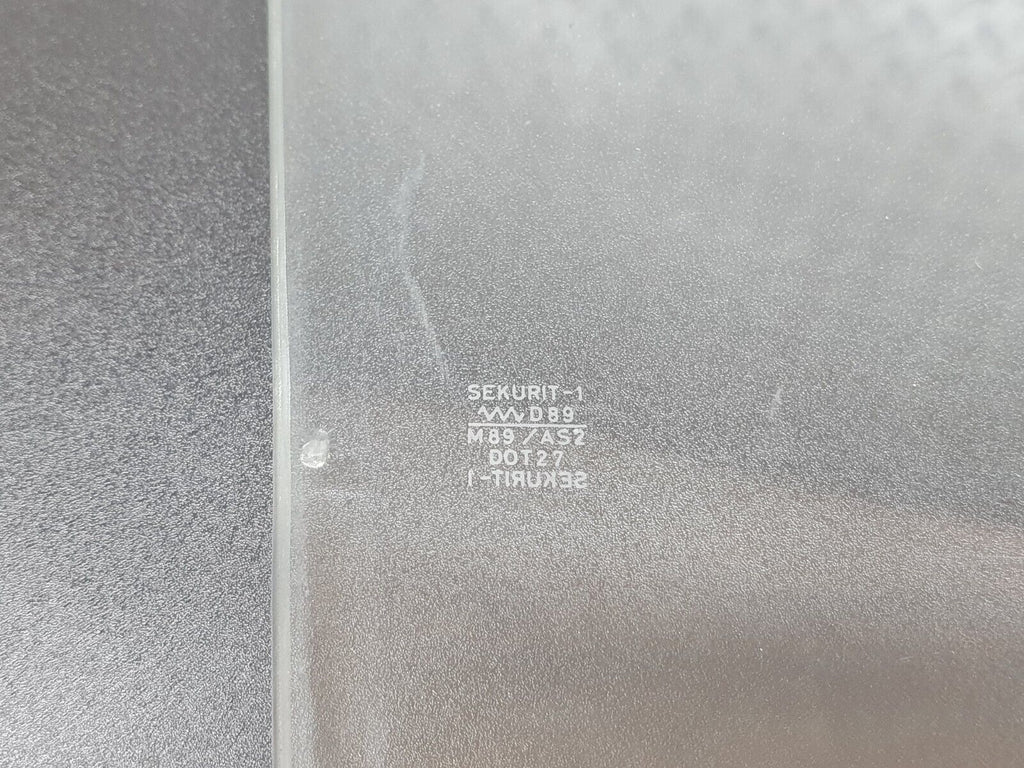 SEKURIT-1
D89
M89/AS2
DOT27
SEKURIT-1